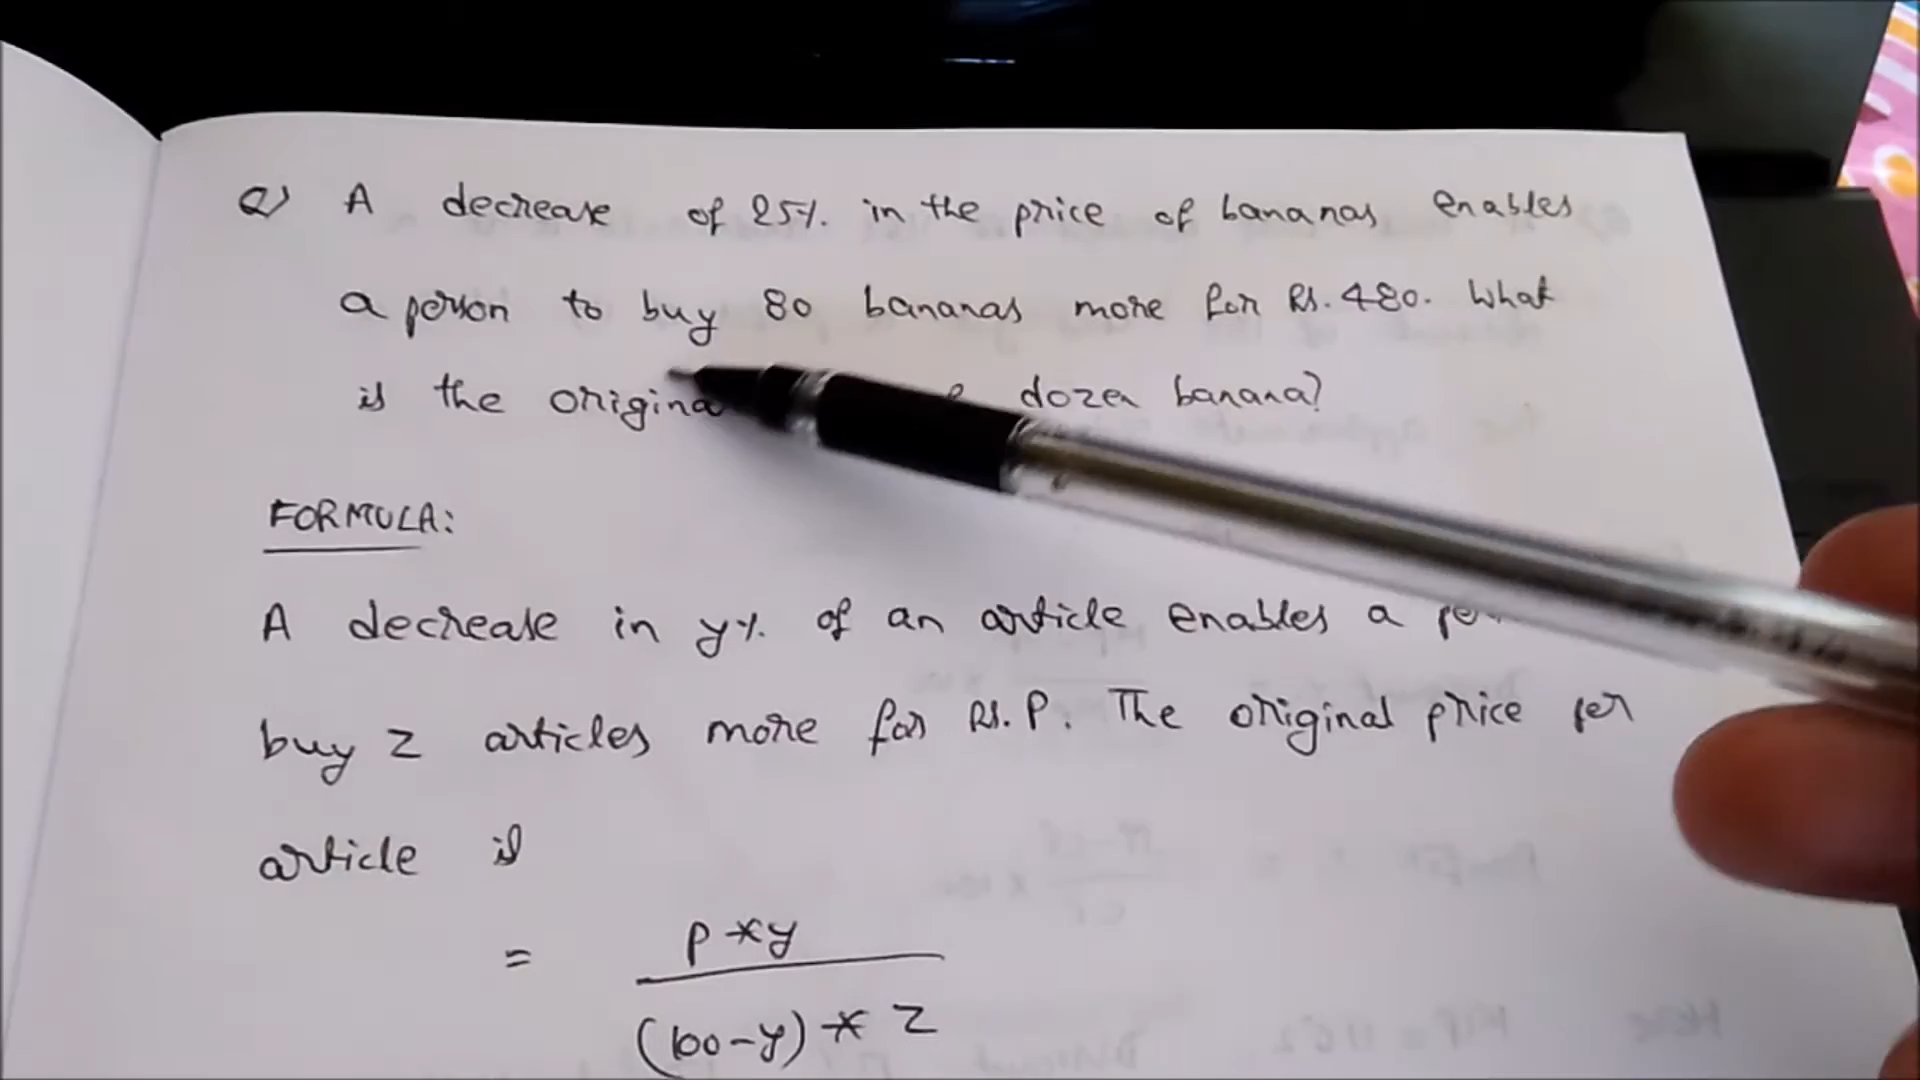 Q) A decrease of 25%. in the price of bananas enables
a person to buy 80 bananas more for Rs. 480. What
is the dozen banana?
FORMULA:
A decrease in y%. of an article enables a
buy z articles more for Rs. P. The original price per
article is
= P * y
(100 - y) * z